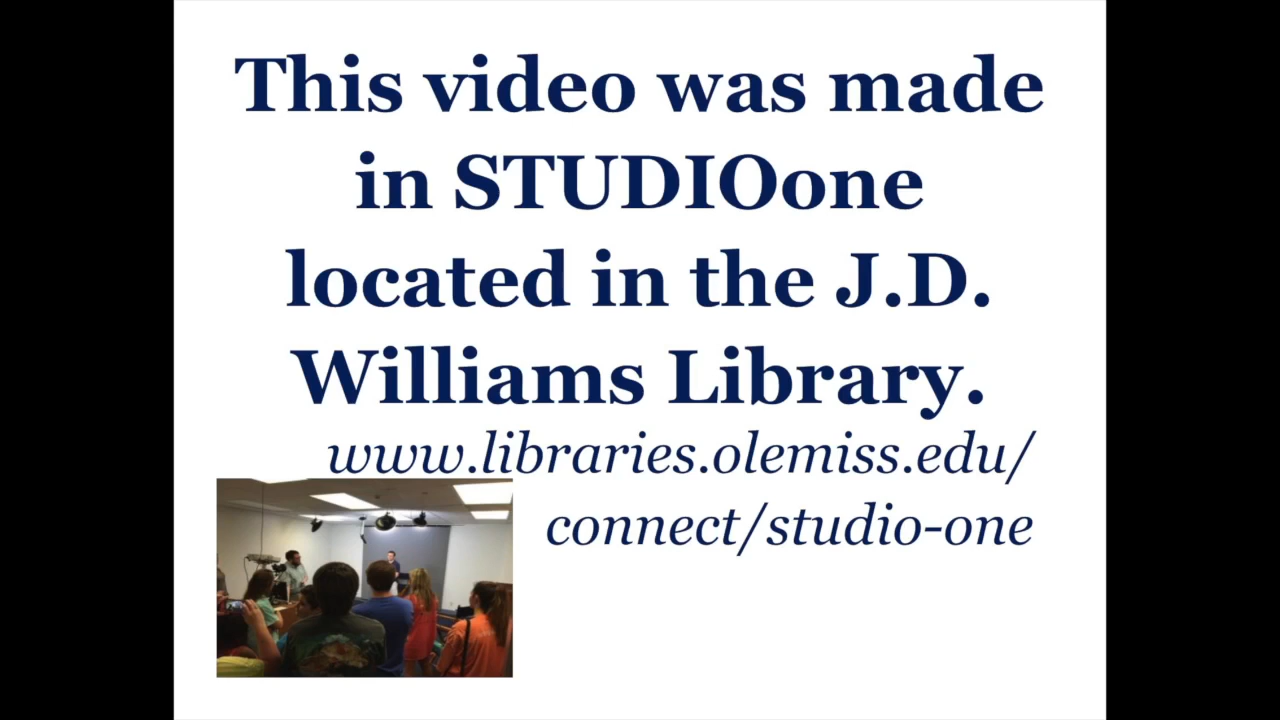 This video was made
in STUDIOone
located in the J.D.
Williams Library.
www.libraries.olemiss.edu/
connect/studio-one